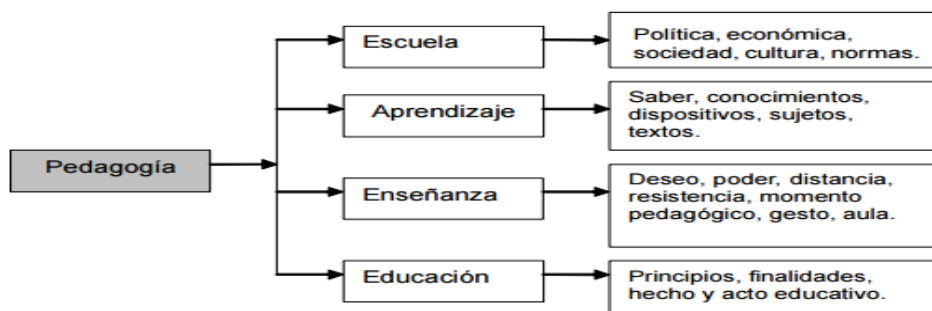 Pedagogía
Escuela
Política, económica,
sociedad, cultura, normas.
Aprendizaje
Saber, conocimientos,
dispositivos, sujetos,
textos.
Enseñanza
Deseo, poder, distancia,
resistencia, momento
pedagógico, gesto, aula.
Educación
Principios, finalidades,
hecho y acto educativo.